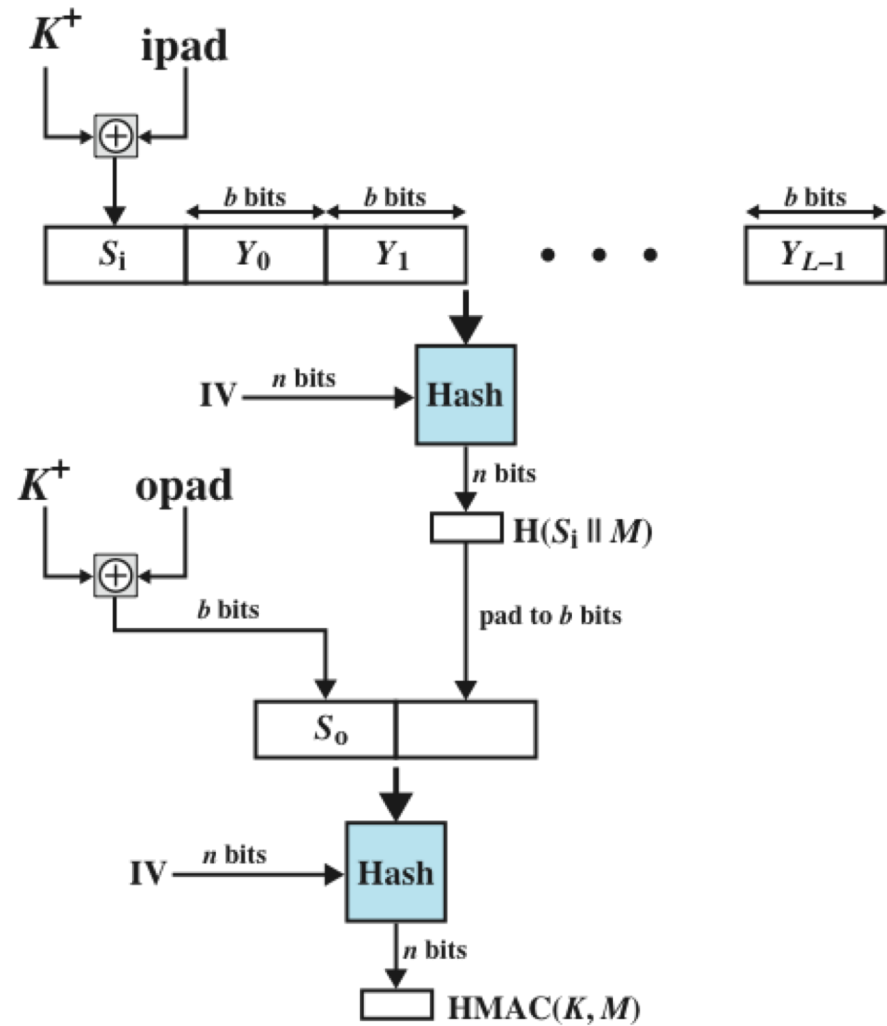 K⁺ ipad
⊕
b bits b bits b bits
Sᵢ Y₀ Y₁ • • • Y_{L–1}
IV n bits Hash
n bits
K⁺ opad
H(Sᵢ || M)
⊕
b bits
pad to b bits
Sₒ
IV n bits Hash
n bits
HMAC(K, M)